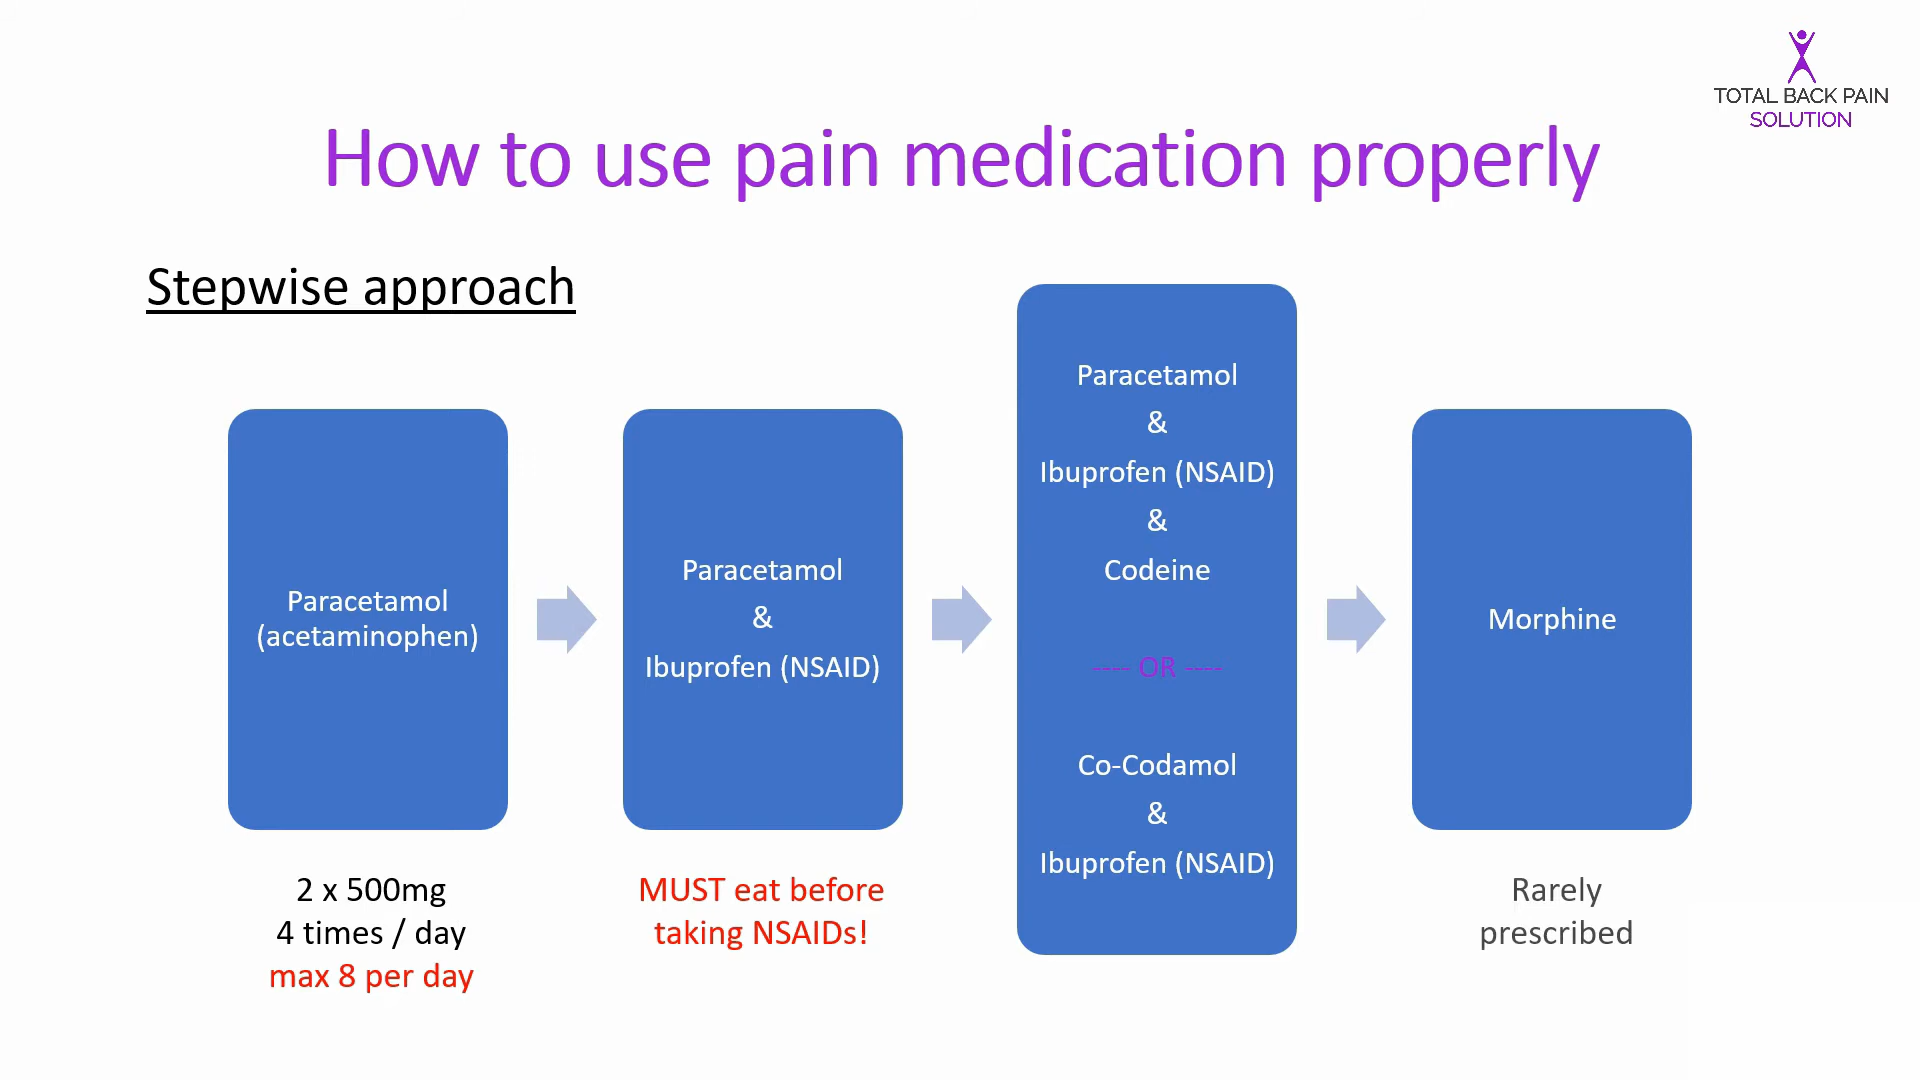 TOTAL BACK PAIN
SOLUTION
How to use pain medication properly
Stepwise approach
Paracetamol
(acetaminophen)
2 x 500mg
4 times / day
max 8 per day
Paracetamol
&
Ibuprofen (NSAID)
MUST eat before
taking NSAIDs!
Paracetamol
&
Ibuprofen (NSAID)
&
Codeine
---- OR ----
Co-Codamol
&
Ibuprofen (NSAID)
Morphine
Rarely
prescribed